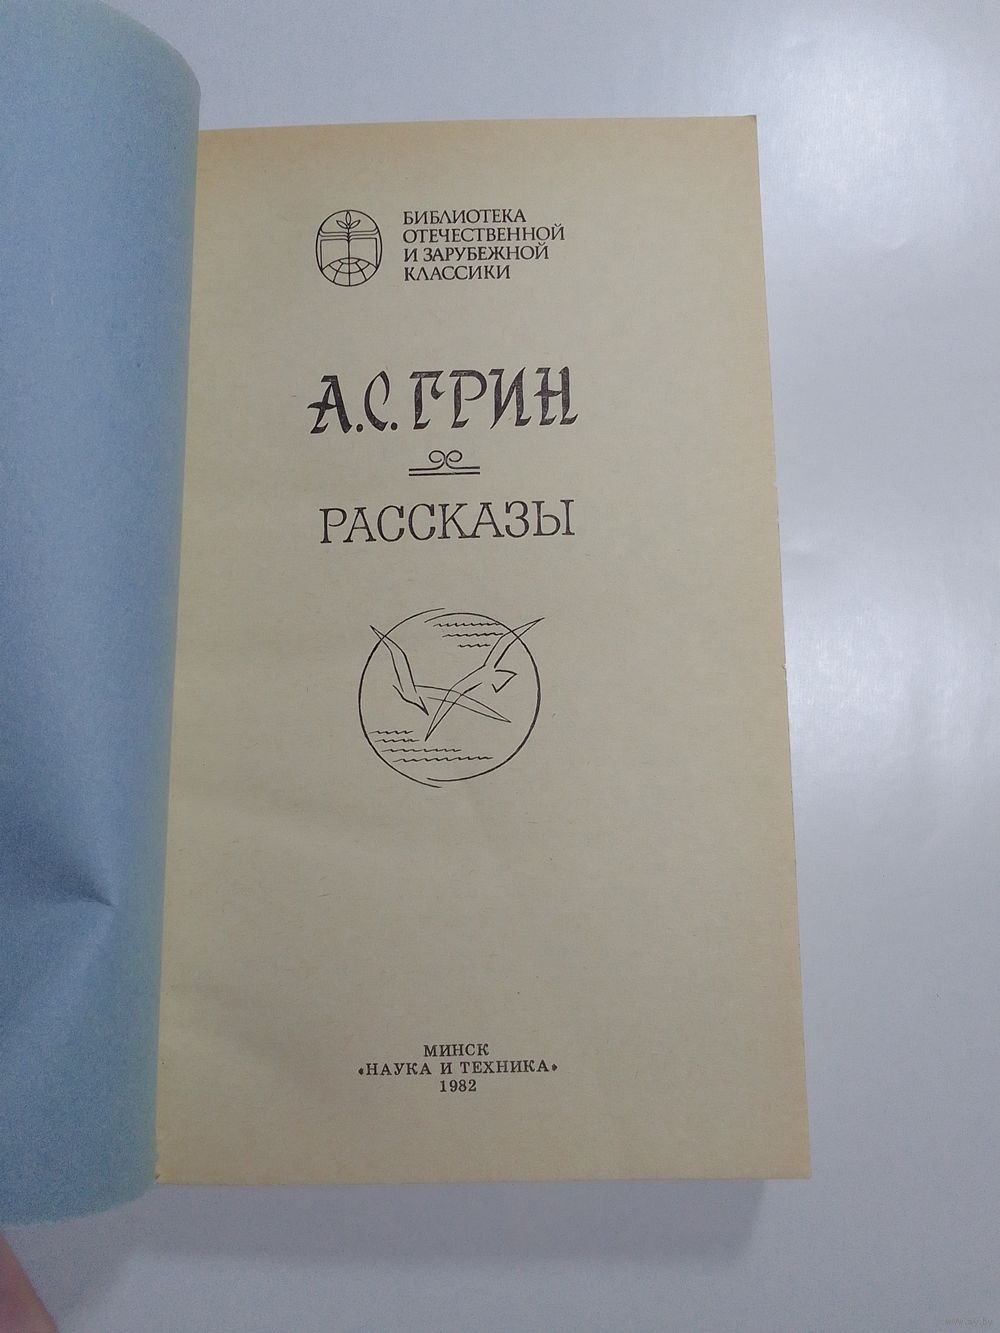 БИБЛИОТЕКА
ОТЕЧЕСТВЕННОЙ
И ЗАРУБЕЖНОЙ
КЛАССИКИ
А.С.ГРИН
РАССКАЗЫ
МИНСК
«НАУКА И ТЕХНИКА»
1982